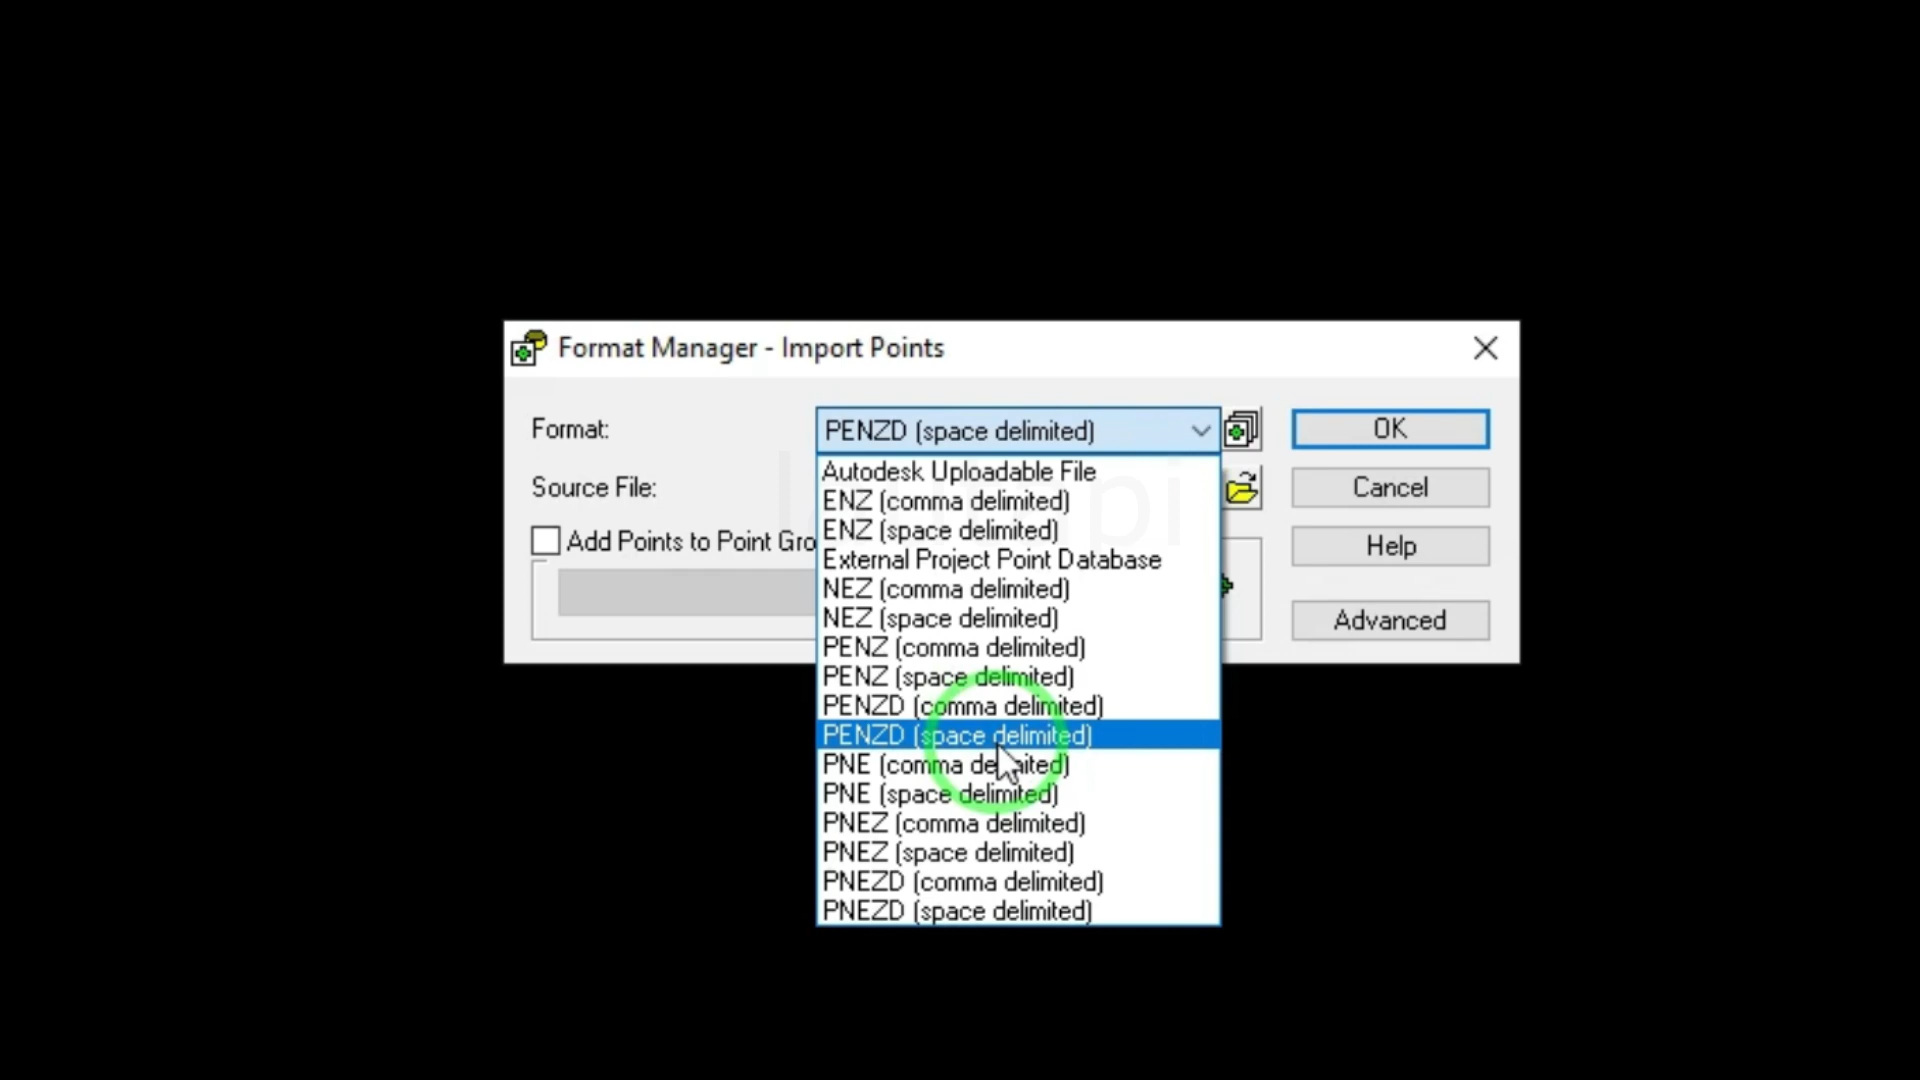 Format Manager - Import Points
Format:
PENZD (space delimited)
OK
Source File:
Cancel
Add Points to Point Gro
Help
Advanced
Autodesk Uploadable File
ENZ (comma delimited)
ENZ (space delimited)
External Project Point Database
NEZ (comma delimited)
NEZ (space delimited)
PENZ (comma delimited)
PENZ (space delimited)
PENZD (comma delimited)
PENZD (space delimited)
PNE (comma delimited)
PNE (space delimited)
PNEZ (comma delimited)
PNEZ (space delimited)
PNEZD (comma delimited)
PNEZD (space delimited)